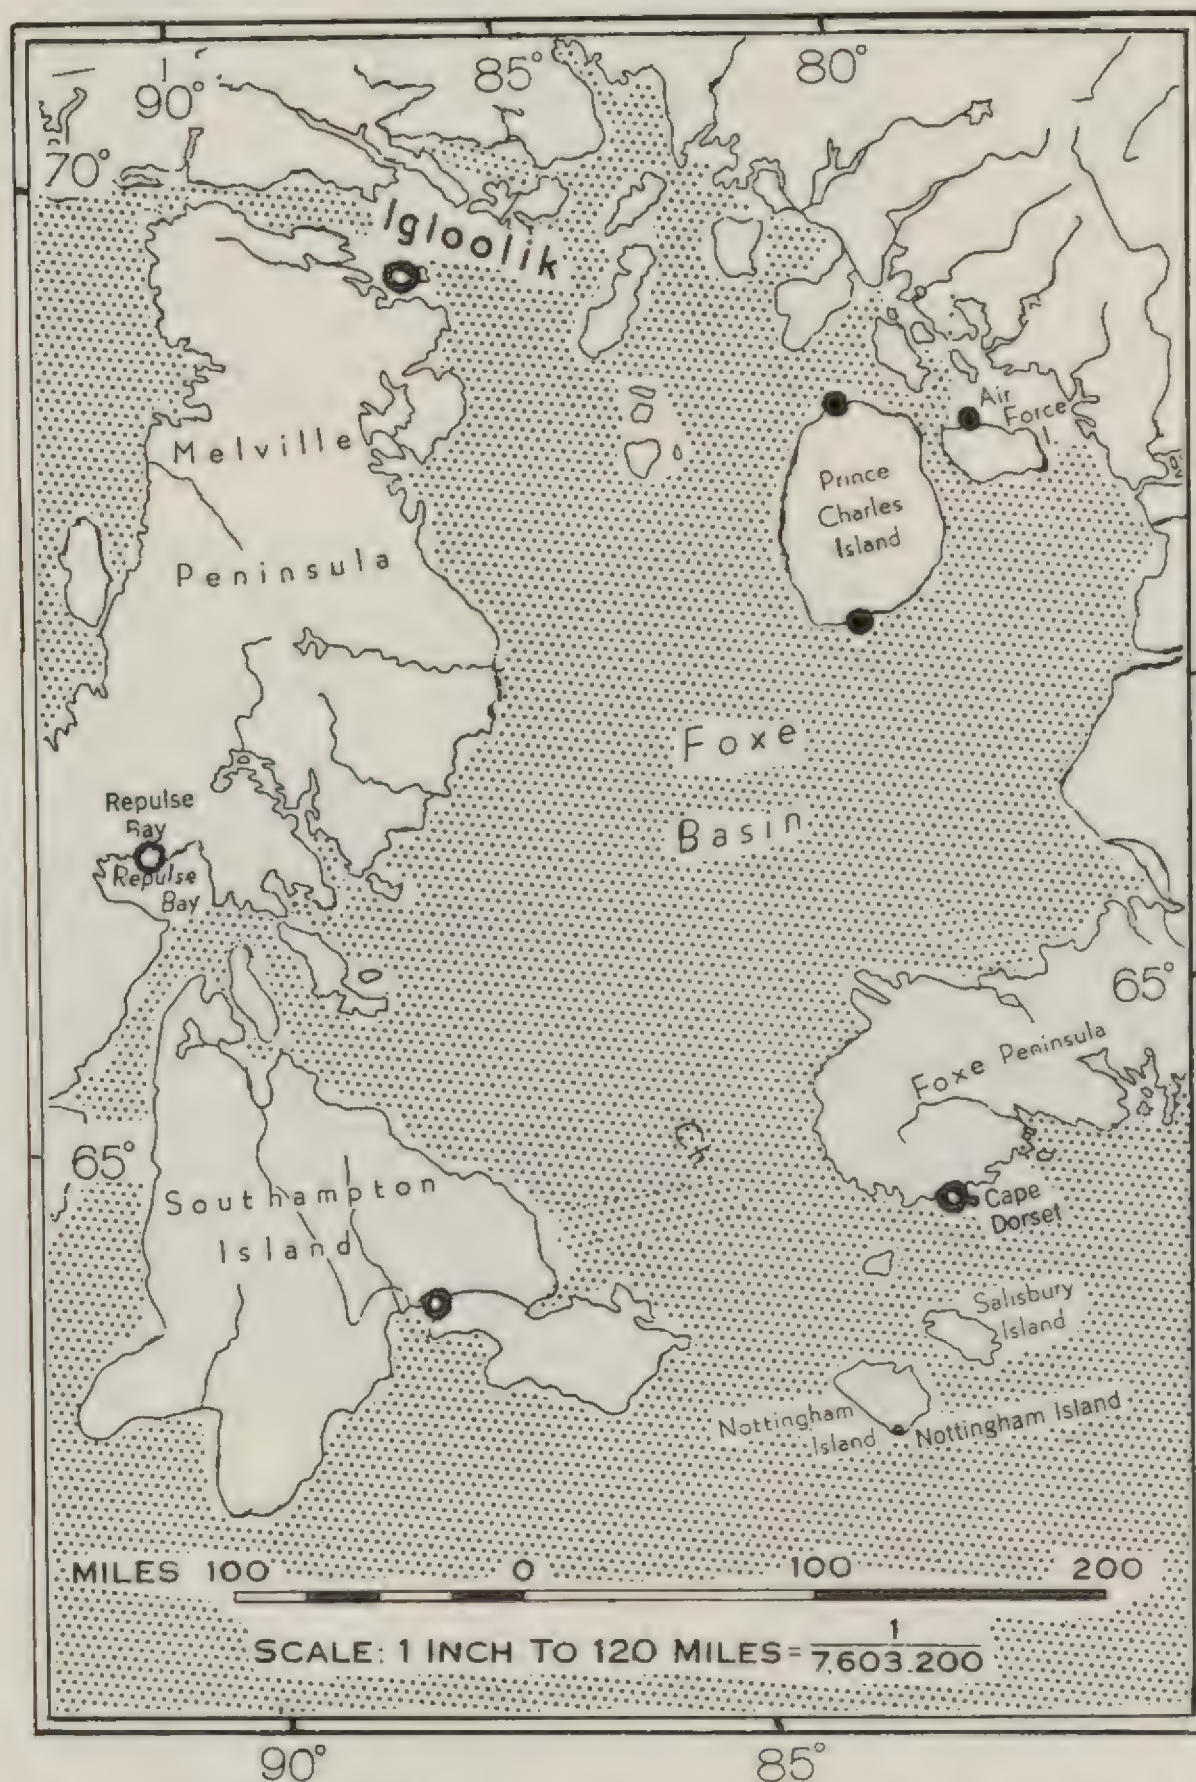 90°
85°
80°
70°
Igloolik
Air
Force
I.
Melville
Prince
Charles
Island
Peninsula
Foxe
Basin
Repulse
Bay
Repulse
Bay
65°
Foxe Peninsula
Ch.
65°
Southampton
Island
Cape
Dorset
Salisbury
Island
Nottingham
Island
Nottingham Island
MILES 100 0 100 200
SCALE: 1 INCH TO 120 MILES = 1
7,603.200
90°
85°